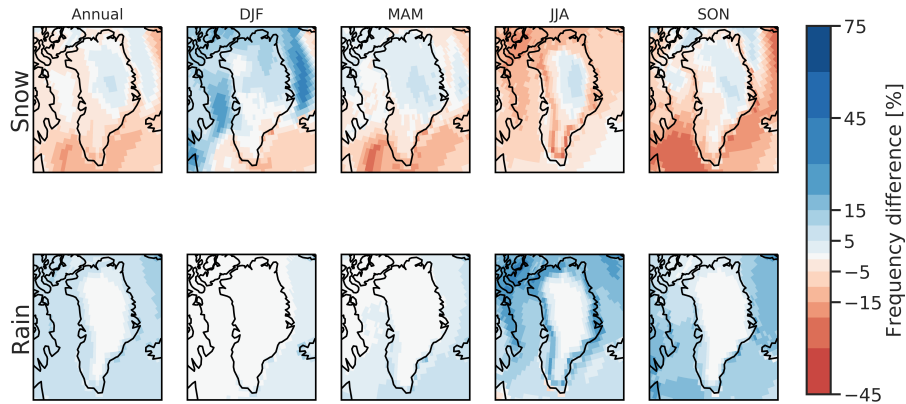 Annual DJF MAM JJA SON
Snow
Rain
75
45
15
5
−5
−15
−45
Frequency difference [%]